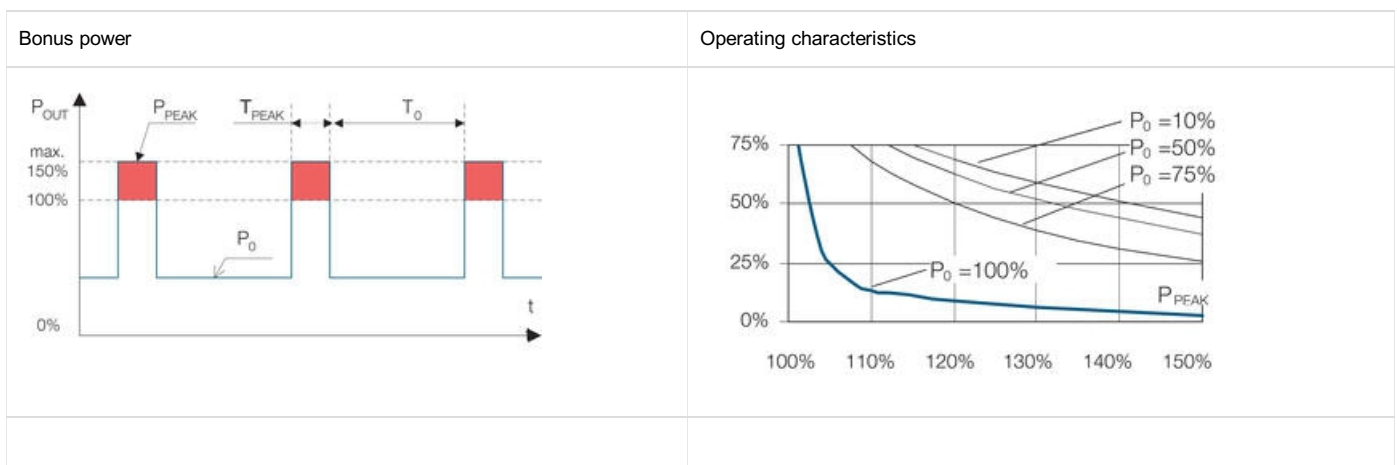 Bonus power
Operating characteristics
POUT
PPEAK
TPEAK
T0
max.
150%
100%
P0
t
0%
P0 =10%
P0 =50%
P0 =75%
75%
50%
25%
P0 =100%
PPEAK
0%
100% 110% 120% 130% 140% 150%